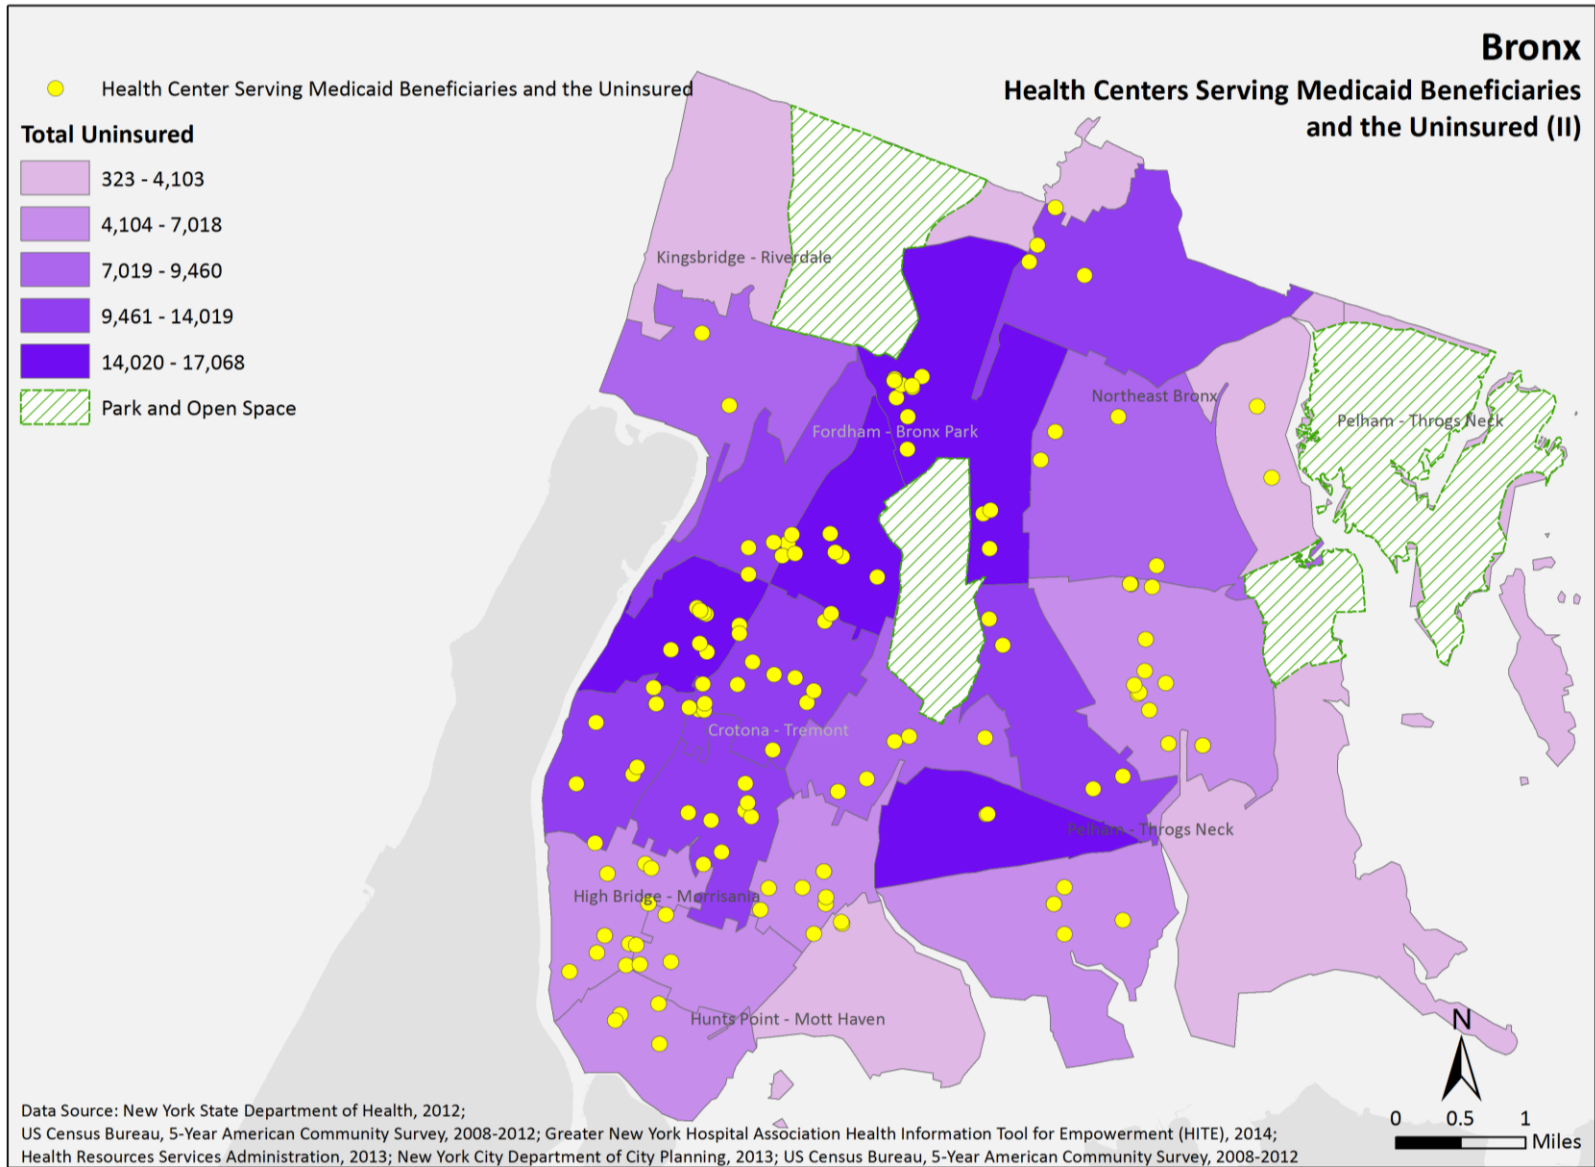 Bronx
Health Centers Serving Medicaid Beneficiaries
and the Uninsured (II)
Health Center Serving Medicaid Beneficiaries and the Uninsured
Total Uninsured
323 - 4,103
4,104 - 7,018
7,019 - 9,460
9,461 - 14,019
14,020 - 17,068
Park and Open Space
Kingsbridge - Riverdale
Northeast Bronx
Pelham - Throgs Neck
Fordham - Bronx Park
Crotona - Tremont
Pelham - Throgs Neck
High Bridge - Morrisania
Hunts Point - Mott Haven
N
0 0.5 1
Miles
Data Source: New York State Department of Health, 2012;
US Census Bureau, 5-Year American Community Survey, 2008-2012; Greater New York Hospital Association Health Information Tool for Empowerment (HITE), 2014;
Health Resources Services Administration, 2013; New York City Department of City Planning, 2013; US Census Bureau, 5-Year American Community Survey, 2008-2012